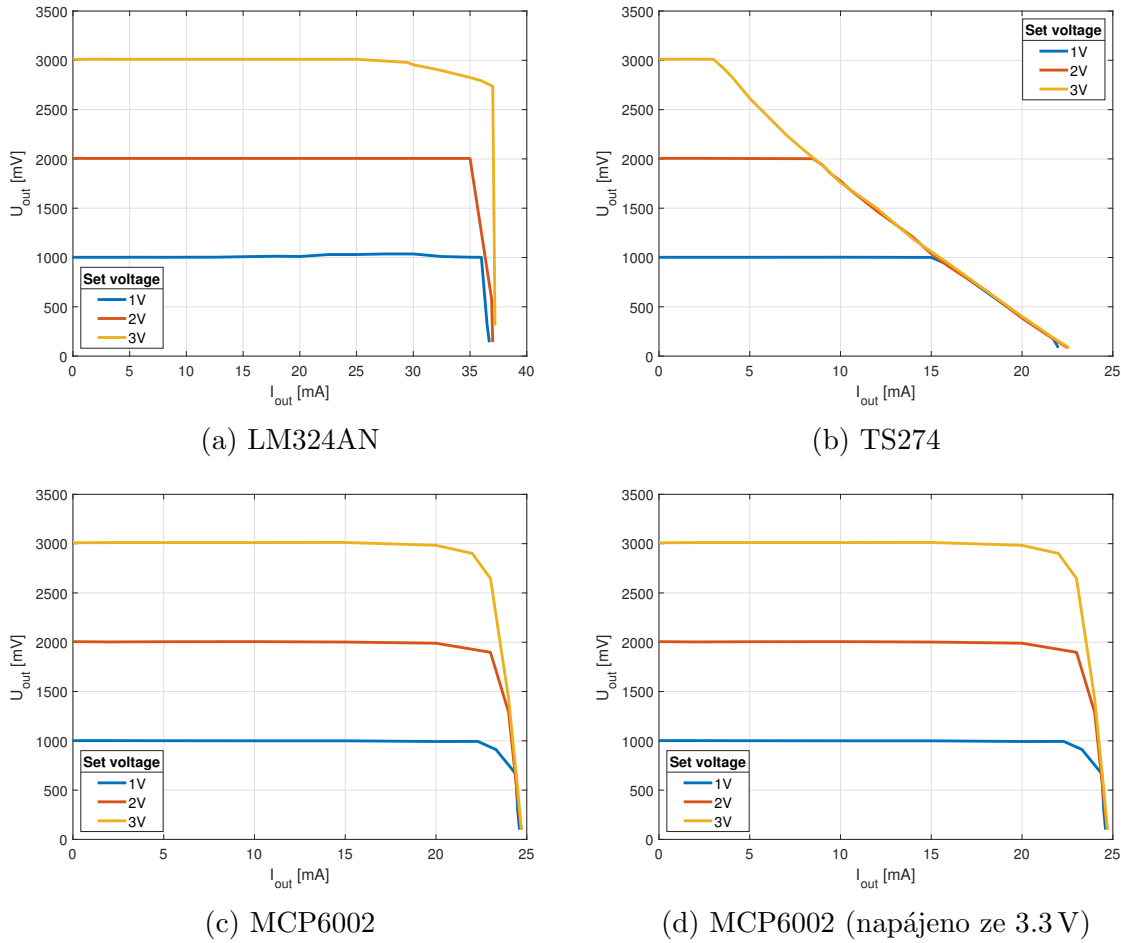 3500
3000
2500
2000
1500
1000
500
0
U_out [mV]
Set voltage
1V
2V
3V
0 5 10 15 20 25 30 35 40
I_out [mA]
(a) LM324AN
3500
3000
2500
2000
1500
1000
500
0
U_out [mV]
Set voltage
1V
2V
3V
0 5 10 15 20 25
I_out [mA]
(b) TS274
3500
3000
2500
2000
1500
1000
500
0
U_out [mV]
Set voltage
1V
2V
3V
0 5 10 15 20 25
I_out [mA]
(c) MCP6002
3500
3000
2500
2000
1500
1000
500
0
U_out [mV]
Set voltage
1V
2V
3V
0 5 10 15 20 25
I_out [mA]
(d) MCP6002 (napájeno ze 3.3 V)